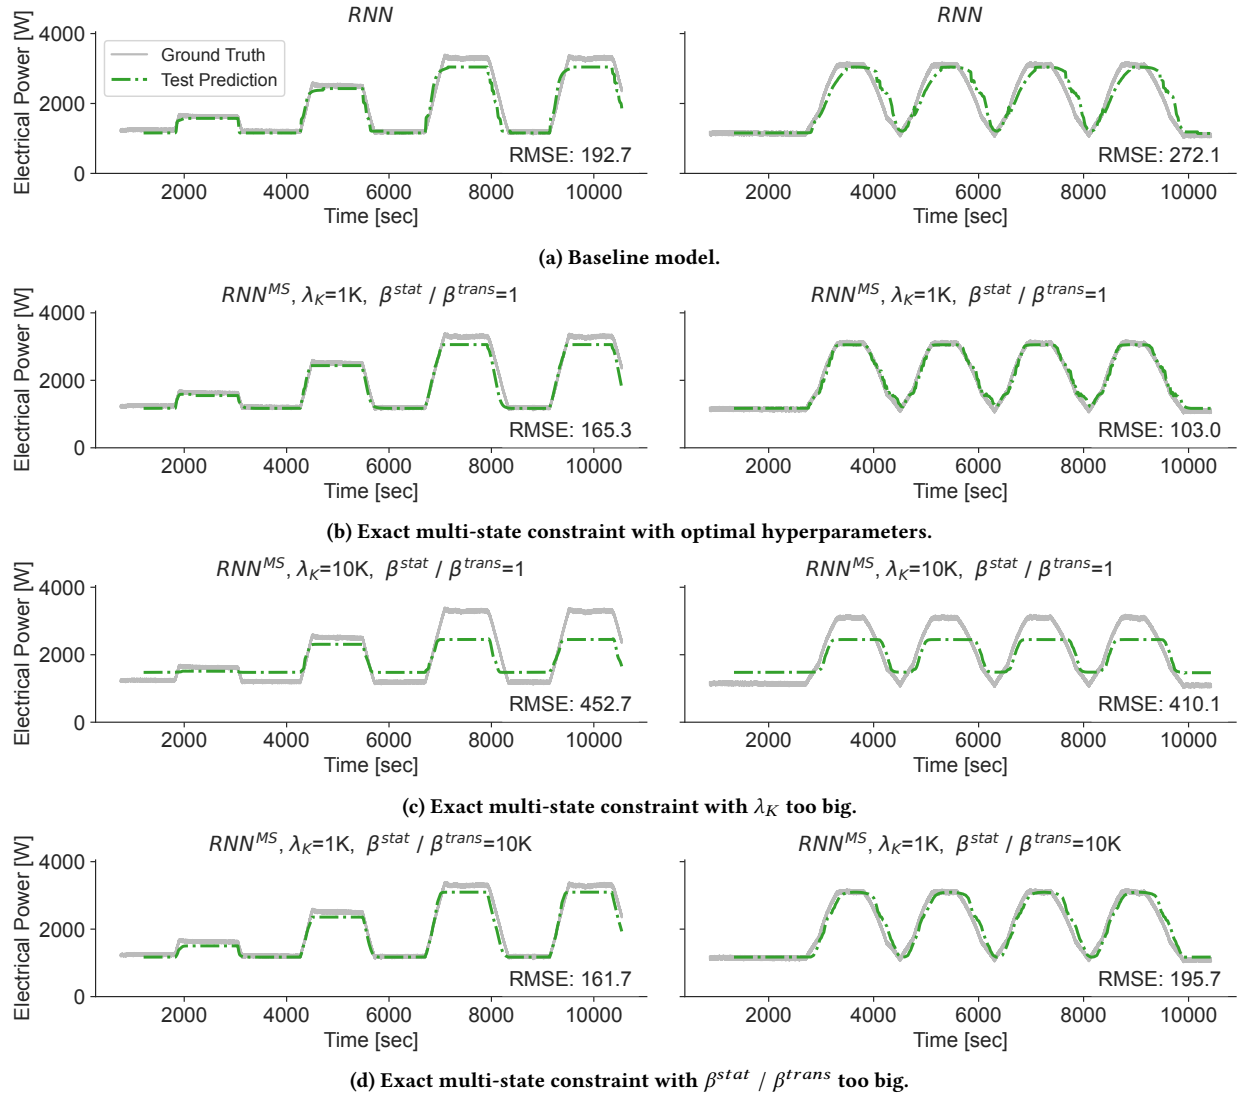 RNN
RNN
Electrical Power [W]
4000
2000
0
Ground Truth
Test Prediction
RMSE: 192.7
RMSE: 272.1
2000 4000 6000 8000 10000
2000 4000 6000 8000 10000
Time [sec]
Time [sec]
(a) Baseline model.
RNN^MS, λ_K=1K, β^stat / β^trans=1
RNN^MS, λ_K=1K, β^stat / β^trans=1
Electrical Power [W]
4000
2000
0
RMSE: 165.3
RMSE: 103.0
2000 4000 6000 8000 10000
2000 4000 6000 8000 10000
Time [sec]
Time [sec]
(b) Exact multi-state constraint with optimal hyperparameters.
RNN^MS, λ_K=10K, β^stat / β^trans=1
RNN^MS, λ_K=10K, β^stat / β^trans=1
Electrical Power [W]
4000
2000
0
RMSE: 452.7
RMSE: 410.1
2000 4000 6000 8000 10000
2000 4000 6000 8000 10000
Time [sec]
Time [sec]
(c) Exact multi-state constraint with λ_K too big.
RNN^MS, λ_K=1K, β^stat / β^trans=10K
RNN^MS, λ_K=1K, β^stat / β^trans=10K
Electrical Power [W]
4000
2000
0
RMSE: 161.7
RMSE: 195.7
2000 4000 6000 8000 10000
2000 4000 6000 8000 10000
Time [sec]
Time [sec]
(d) Exact multi-state constraint with β^stat / β^trans too big.